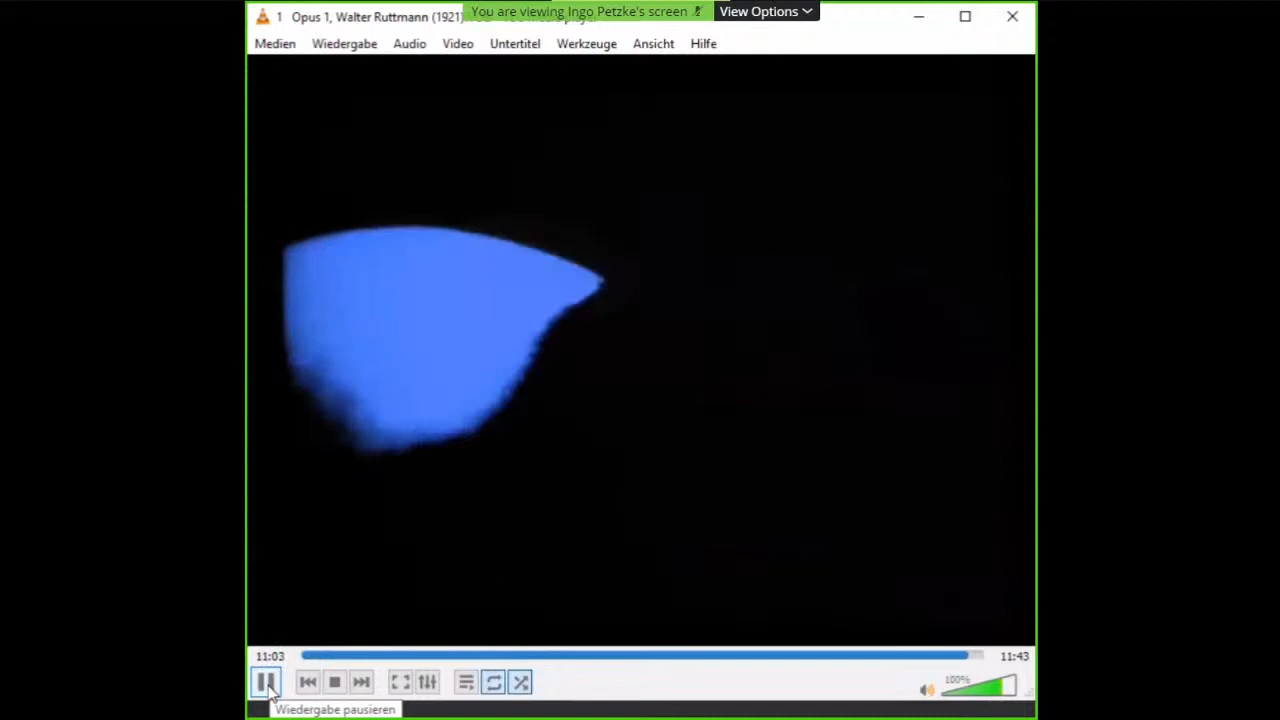 1 Opus 1, Walter Ruttmann (1921)
You are viewing Ingo Petzke's screen
View Options
Medien Wiedergabe Audio Video Untertitel Werkzeuge Ansicht Hilfe
11:03
11:43
100%
Wiedergabe pausieren